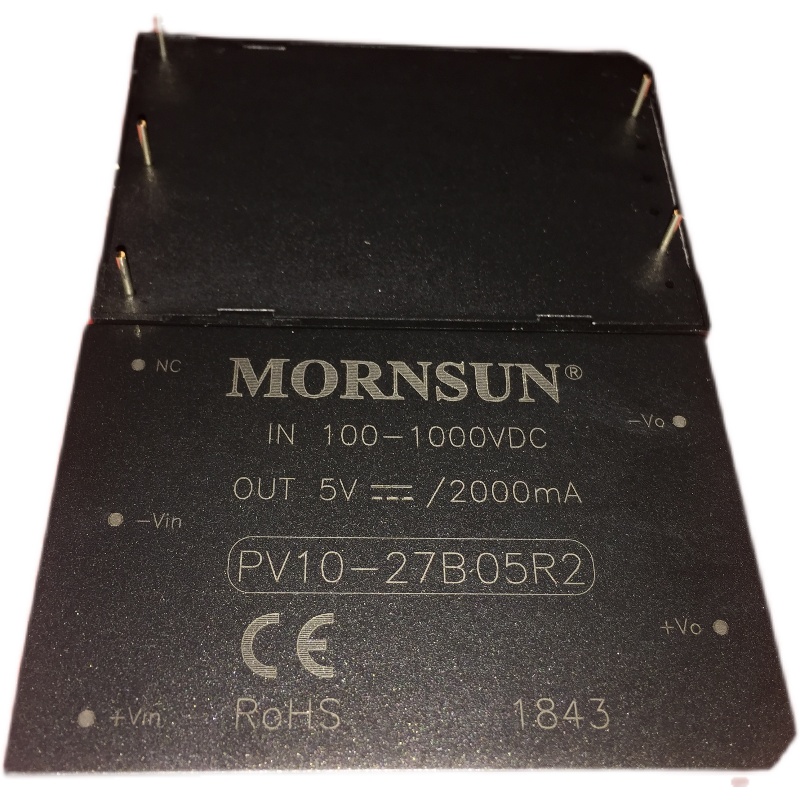 NC
MORNSUN®
IN 100-1000VDC
-Vo
OUT 5V ⎓ /2000mA
-Vin
PV10-27B05R2
CE
+Vo
+Vin
RoHS
1843